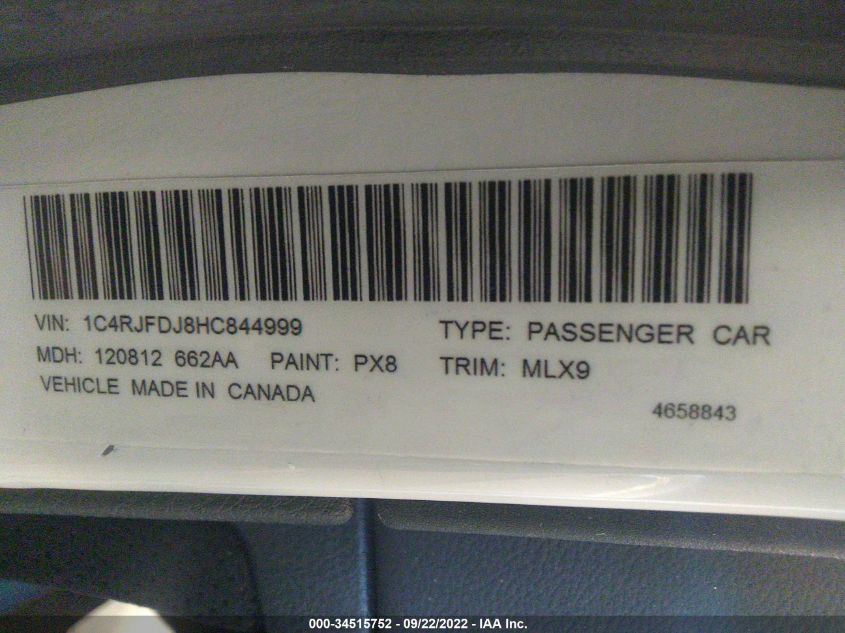 VIN: 1C4RJFDJ8HC844999 TYPE: PASSENGER CAR
MDH: 120812 662AA PAINT: PX8 TRIM: MLX9
VEHICLE MADE IN CANADA
4658843
000-34515752 - 09/22/2022 - IAA Inc.